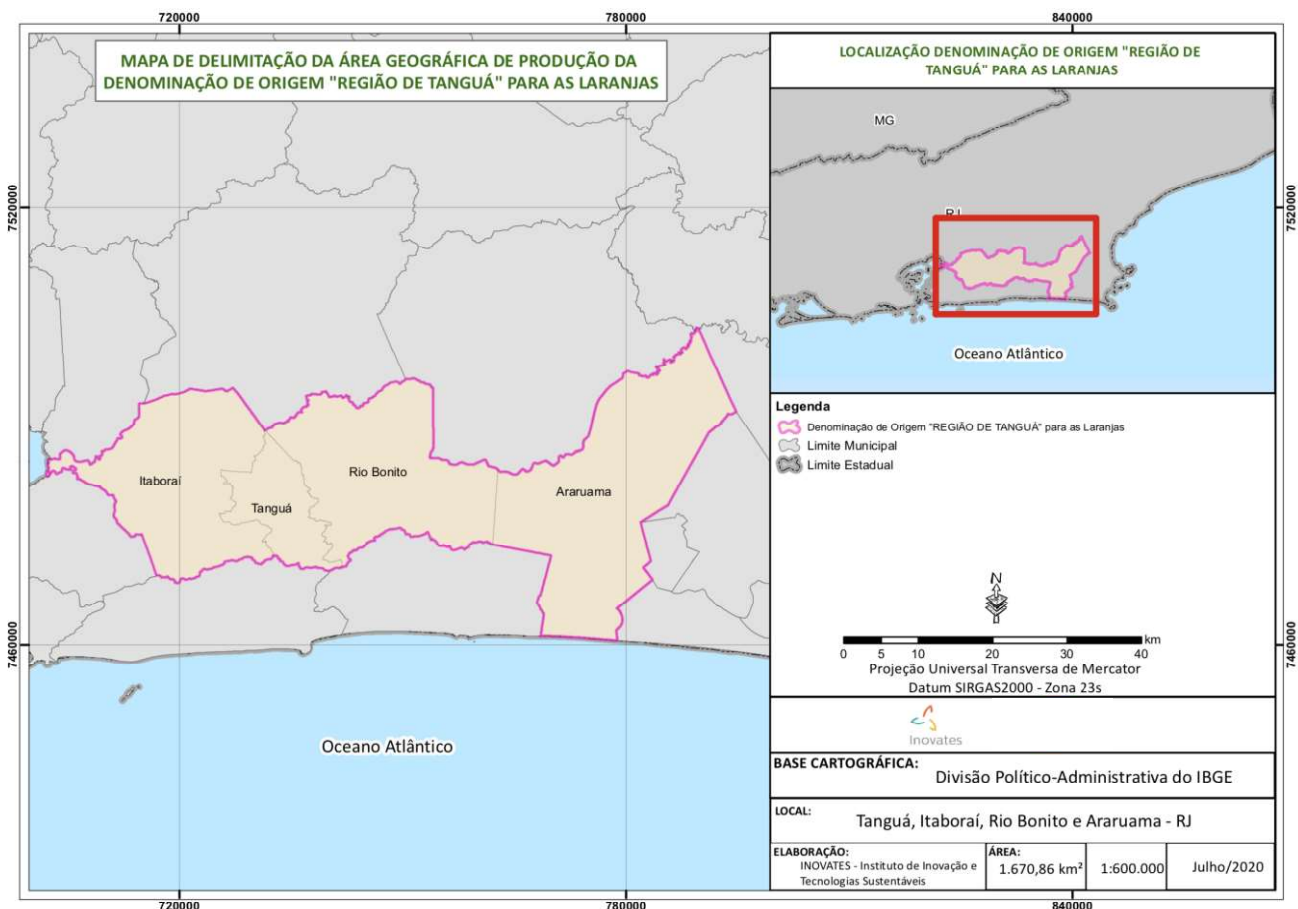 720000
780000
840000
MAPA DE DELIMITAÇÃO DA ÁREA GEOGRÁFICA DE PRODUÇÃO DA
DENOMINAÇÃO DE ORIGEM "REGIÃO DE TANGUÁ" PARA AS LARANJAS
7520000
7460000
Itaboraí
Tanguá
Rio Bonito
Araruama
Oceano Atlântico
LOCALIZAÇÃO DENOMINAÇÃO DE ORIGEM "REGIÃO DE
TANGUÁ" PARA AS LARANJAS
MG
RJ
Oceano Atlântico
7520000
7460000
Legenda
Denominação de Origem "REGIÃO DE TANGUÁ" para as Laranjas
Limite Municipal
Limite Estadual
N
km
0 5 10 20 30 40
Projeção Universal Transversa de Mercator
Datum SIRGAS2000 - Zona 23s
Inovates
BASE CARTOGRÁFICA:
Divisão Político-Administrativa do IBGE
LOCAL:
Tanguá, Itaboraí, Rio Bonito e Araruama - RJ
ELABORAÇÃO:
INOVATES - Instituto de Inovação e
Tecnologias Sustentáveis
ÁREA:
1.670,86 km²
1:600.000
Julho/2020
720000
780000
840000